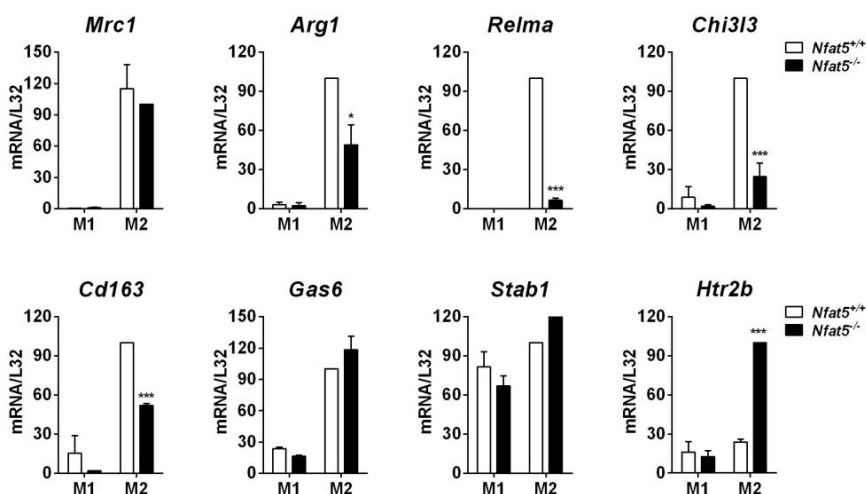 Mrc1 Arg1 Relma Chi3l3
Nfat5+/+
Nfat5-/-
mRNA/L32 mRNA/L32 mRNA/L32 mRNA/L32
150 120 120 120
120 90 90 90
90 60 60 60
60 30 30 30
30 0 0 0
0
* *** ***
M1 M2 M1 M2 M1 M2 M1 M2
Cd163 Gas6 Stab1 Htr2b
Nfat5+/+
Nfat5-/-
mRNA/L32 mRNA/L32 mRNA/L32 mRNA/L32
120 150 120 120
90 120 90 90
60 90 60 60
30 60 30 30
0 30 0 0
0
*** ***
M1 M2 M1 M2 M1 M2 M1 M2